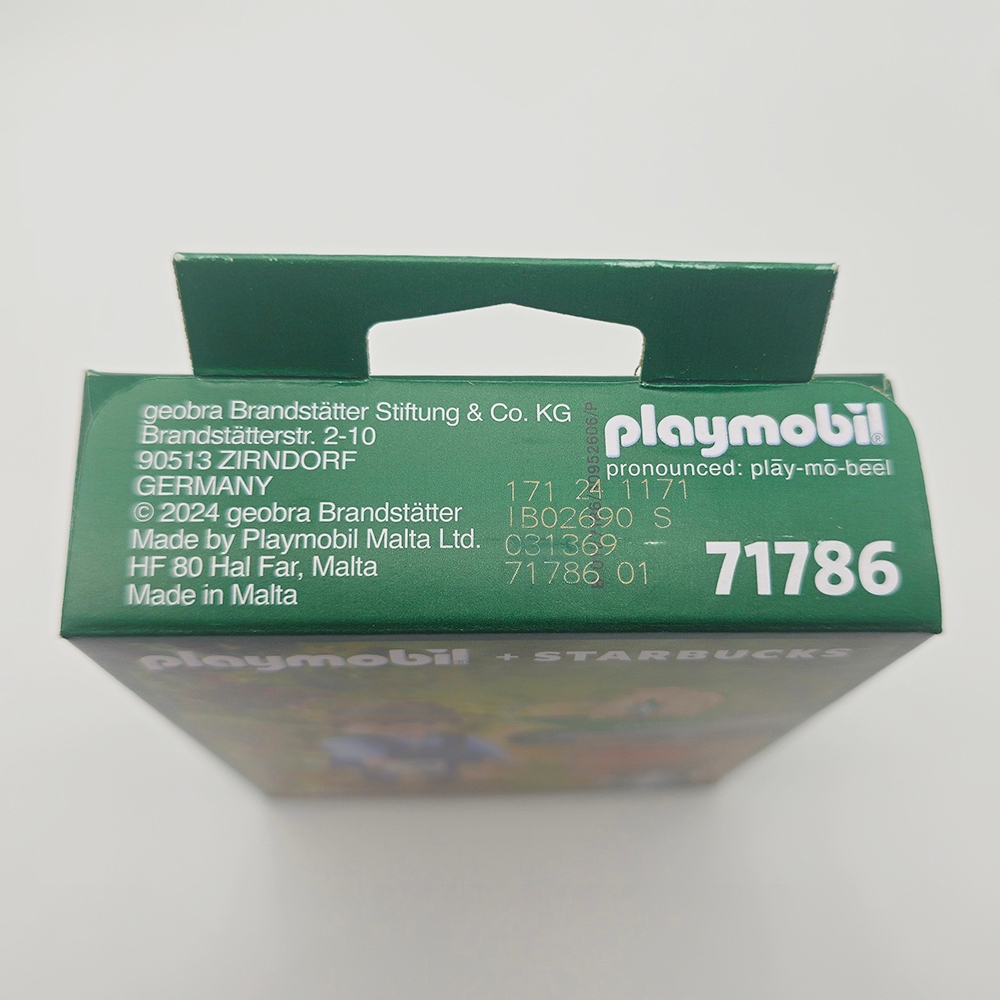 geobra Brandstätter Stiftung & Co. KG
Brandstätterstr. 2-10
90513 ZIRNDORF
GERMANY
© 2024 geobra Brandstätter
Made by Playmobil Malta Ltd.
HF 80 Hal Far, Malta
Made in Malta
171 24 1171
IB02690 S
031369
71786 01
playmobil®
pronounced: plāy-mō-bēēl
71786
playmobil + STARBUCKS